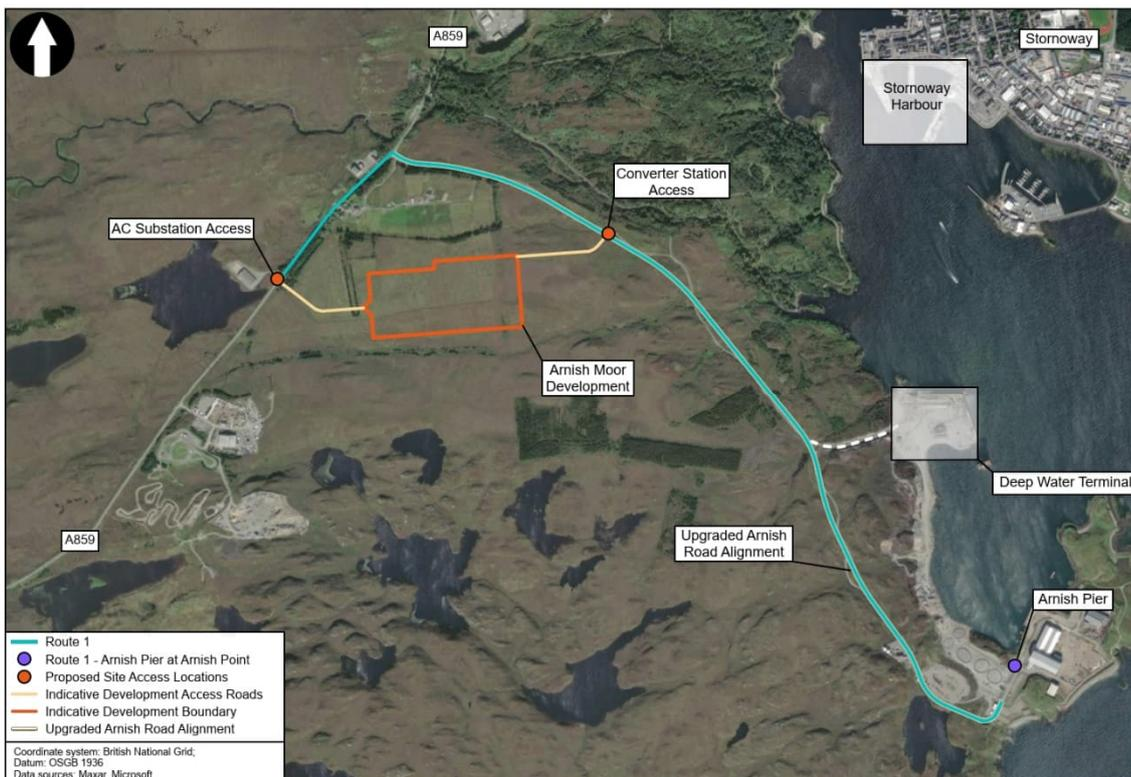 A859
Stornoway
Stornoway
Harbour
Converter Station
Access
AC Substation Access
Arnish Moor
Development
Deep Water Terminal
Upgraded Arnish
Road Alignment
A859
Arnish Pier
Route 1
Route 1 - Arnish Pier at Arnish Point
Proposed Site Access Locations
Indicative Development Access Roads
Indicative Development Boundary
Upgraded Arnish Road Alignment
Coordinate system: British National Grid;
Datum: OSGB 1936
Data sources: Maxar, Microsoft